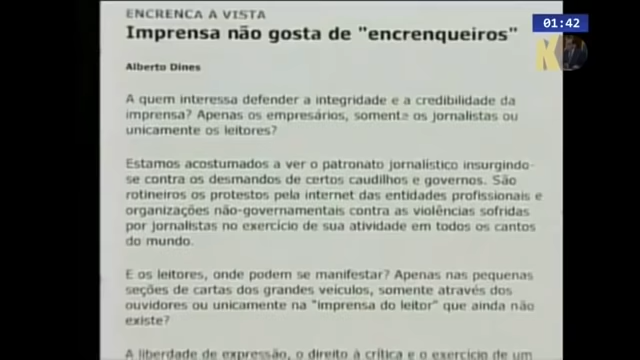 ENCRENCA A VISTA
01:42
Imprensa não gosta de "encrenqueiros"
K
Alberto Dines
A quem interessa defender a integridade e a credibilidade da
imprensa? Apenas os empresários, somente os jornalistas ou
unicamente os leitores?
Estamos acostumados a ver o patronato jornalístico insurgindo-
se contra os desmandos de certos caudilhos e governos. São
rotineiros os protestos pela internet das entidades profissionais e
organizações não-governamentais contra as violências sofridas
por jornalistas no exercício de sua atividade em todos os cantos
do mundo.
E os leitores, onde podem se manifestar? Apenas nas pequenas
seções de cartas dos grandes veículos, somente através dos
ouvidores ou unicamente na "imprensa do leitor" que ainda não
existe?
A liberdade de expressão, o direito à crítica e o exercício de um